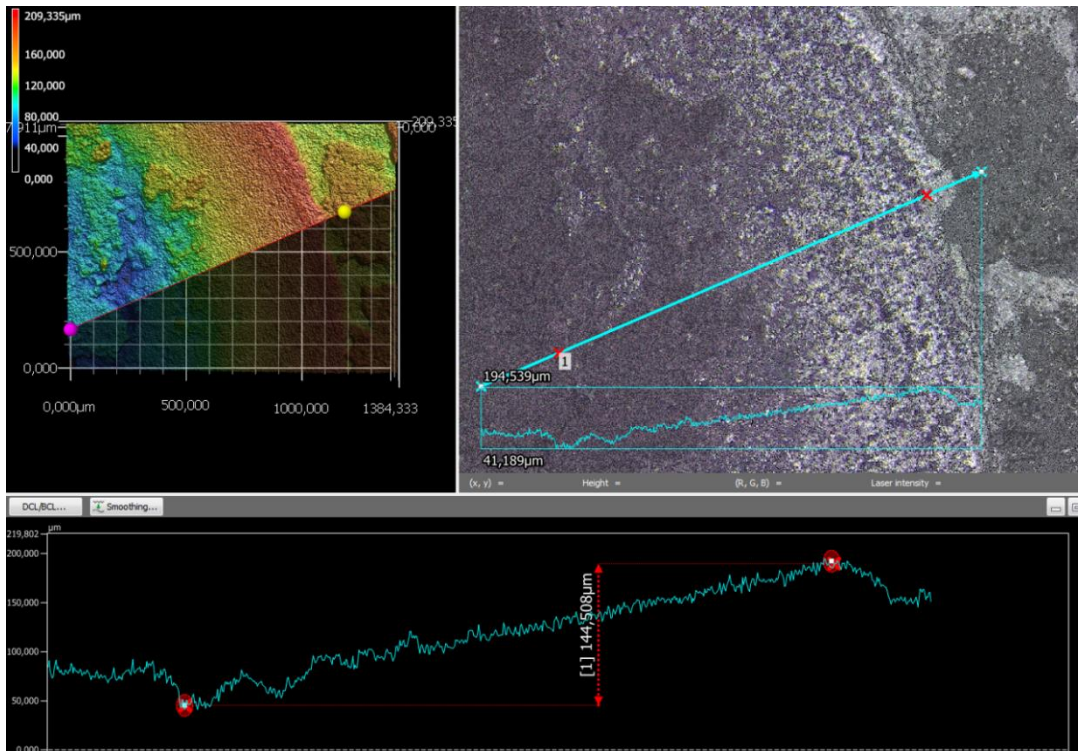 209,335µm
160,000
120,000
80,000
40,000
0,000
911µm
209,335
0,000
500,000
0,000
0,000µm
500,000
1000,000
1384,333
1
194,539µm
41,189µm
(x, y) =
Height =
(R, G, B) =
Laser intensity =
DCL/BCL...
Smoothing...
µm
219,802
200,000
150,000
100,000
50,000
0,000
[1] 144,508µm